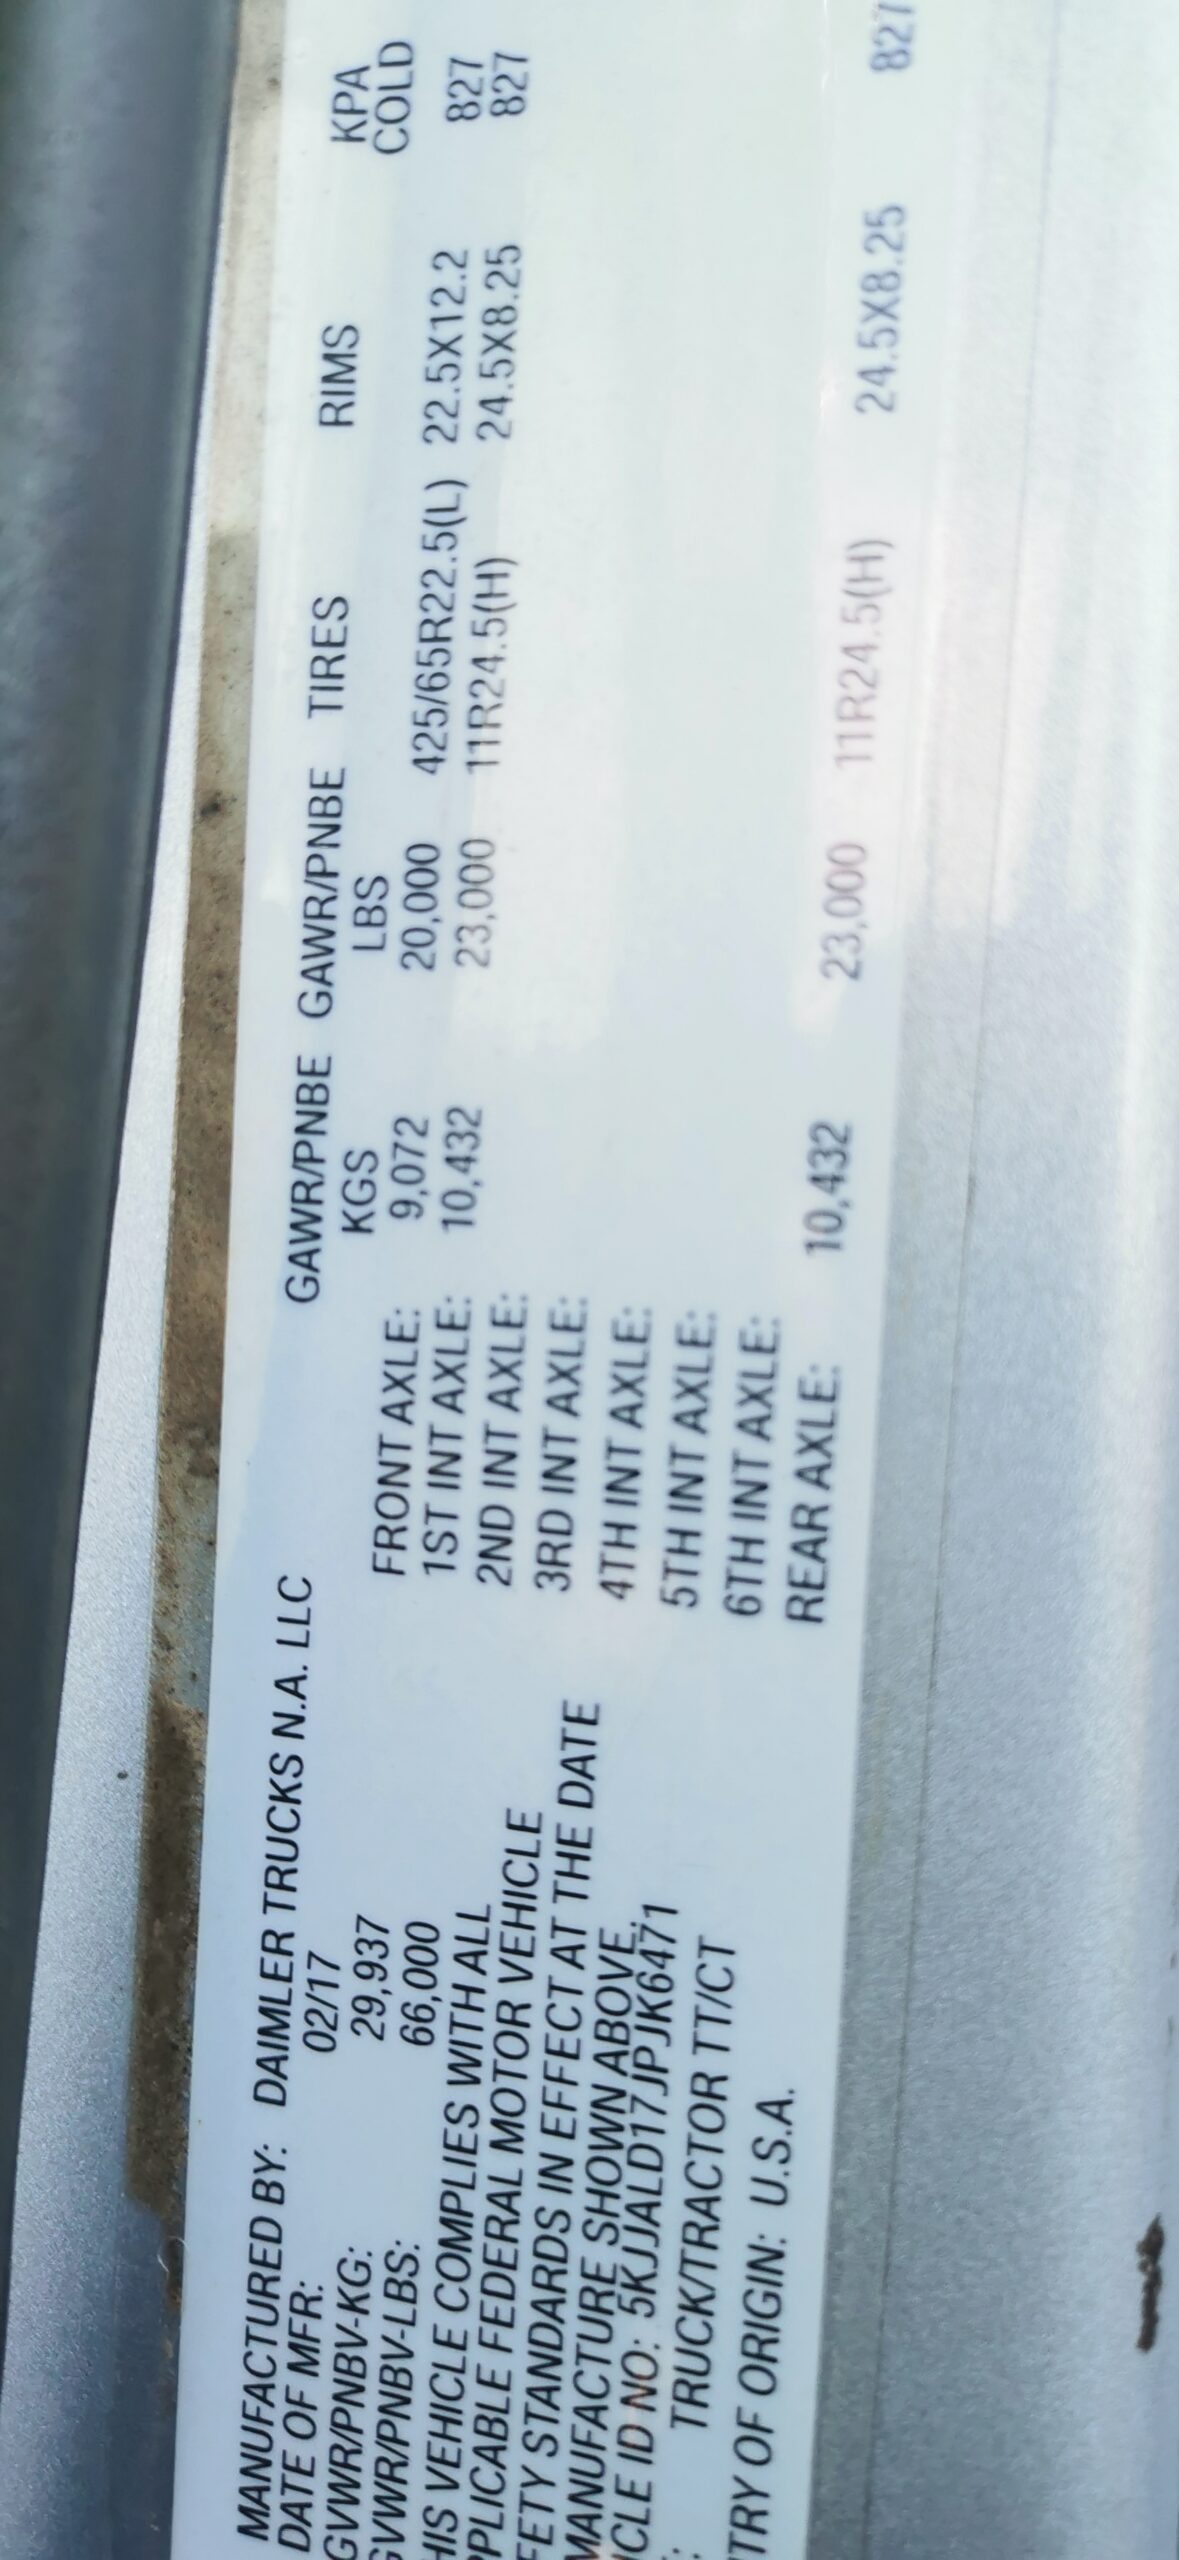 MANUFACTURED BY: DAIMLER TRUCKS N.A. LLC
DATE OF MFR: 02/17
GVWR/PNBV-KG: 29,937
GVWR/PNBV-LBS: 66,000
HIS VEHICLE COMPLIES WITH ALL
PPLICABLE FEDERAL MOTOR VEHICLE
FETY STANDARDS IN EFFECT AT THE DATE
MANUFACTURE SHOWN ABOVE.
ICLE ID NO: 5KJJALD17JPJK6471
: TRUCK/TRACTOR TT/CT
TRY OF ORIGIN: U.S.A.
GAWR/PNBE GAWR/PNBE TIRES RIMS KPA
KGS LBS COLD
FRONT AXLE: 9,072 20,000 425/65R22.5(L) 22.5X12.2 827
1ST INT AXLE: 10,432 23,000 11R24.5(H) 24.5X8.25 827
2ND INT AXLE:
3RD INT AXLE:
4TH INT AXLE:
5TH INT AXLE:
6TH INT AXLE:
REAR AXLE: 10,432 23,000 11R24.5(H) 24.5X8.25 827